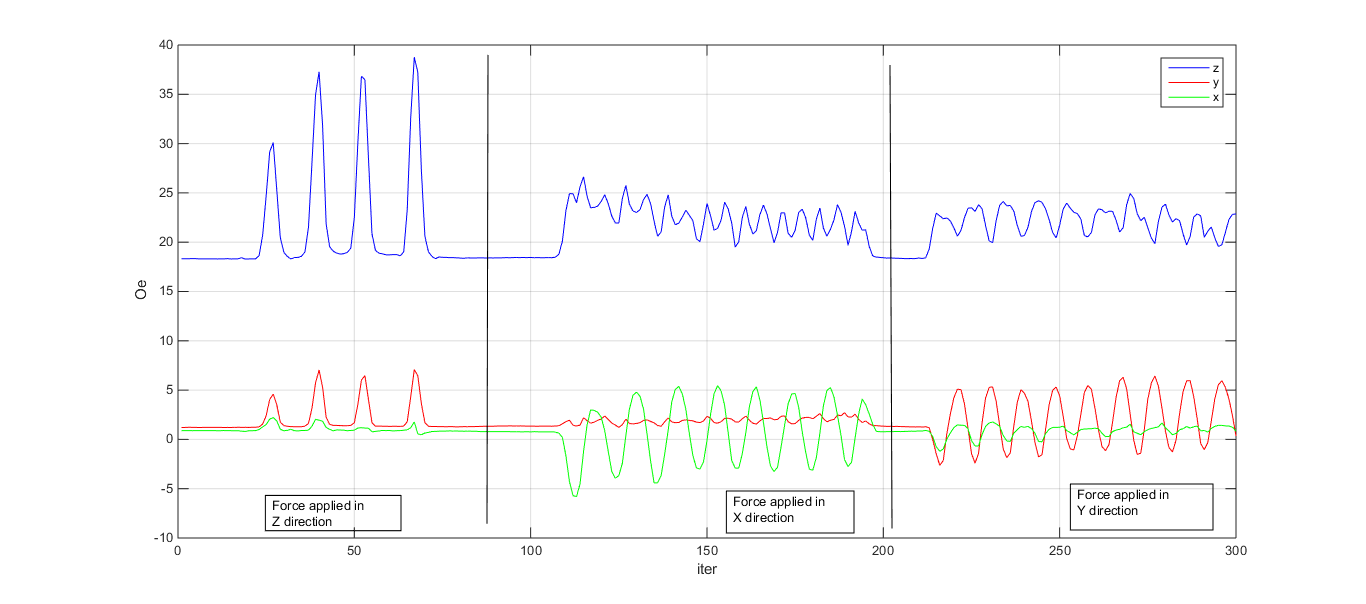 40
35
30
25
20
15
10
5
0
-5
-10
Oe
0
50
100
150
200
250
300
iter
z
y
x
Force applied in
Z direction
Force applied in
X direction
Force applied in
Y direction